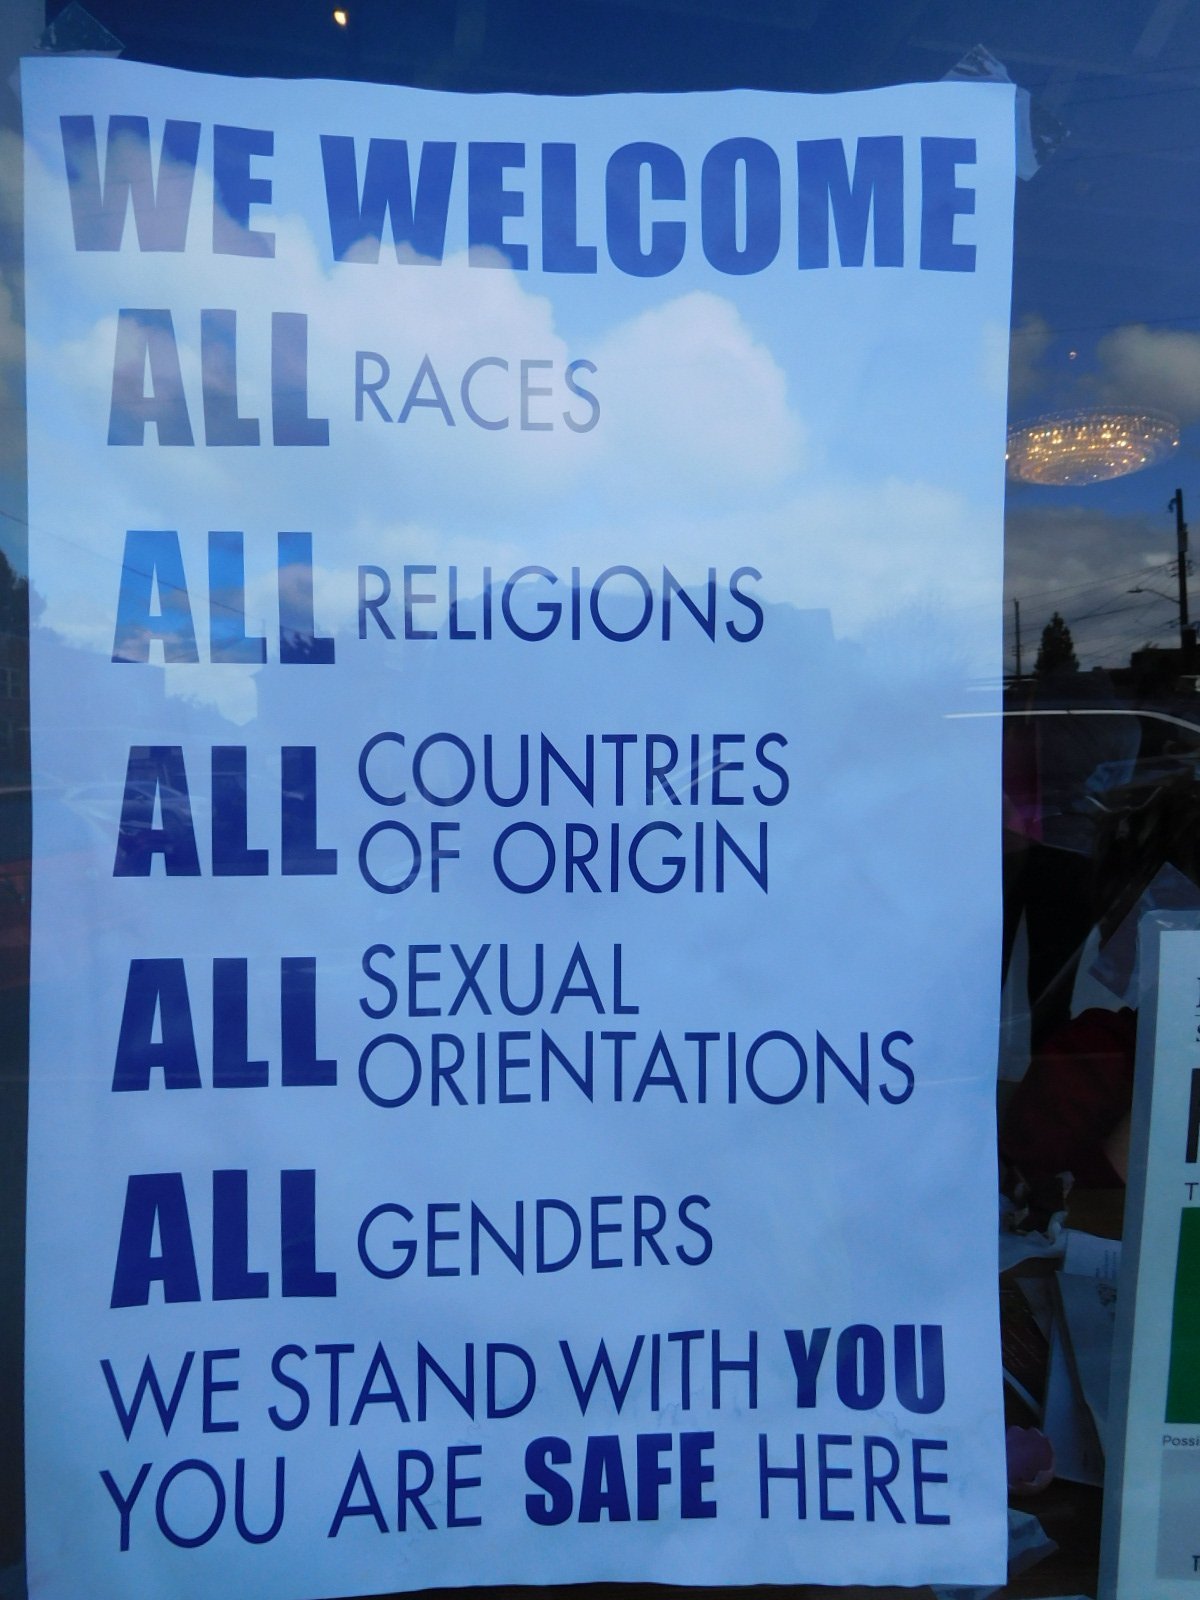 WE WELCOME
ALL RACES
ALL RELIGIONS
ALL COUNTRIES
OF ORIGIN
ALL SEXUAL
ORIENTATIONS
ALL GENDERS
WE STAND WITH YOU
YOU ARE SAFE HERE
Possi